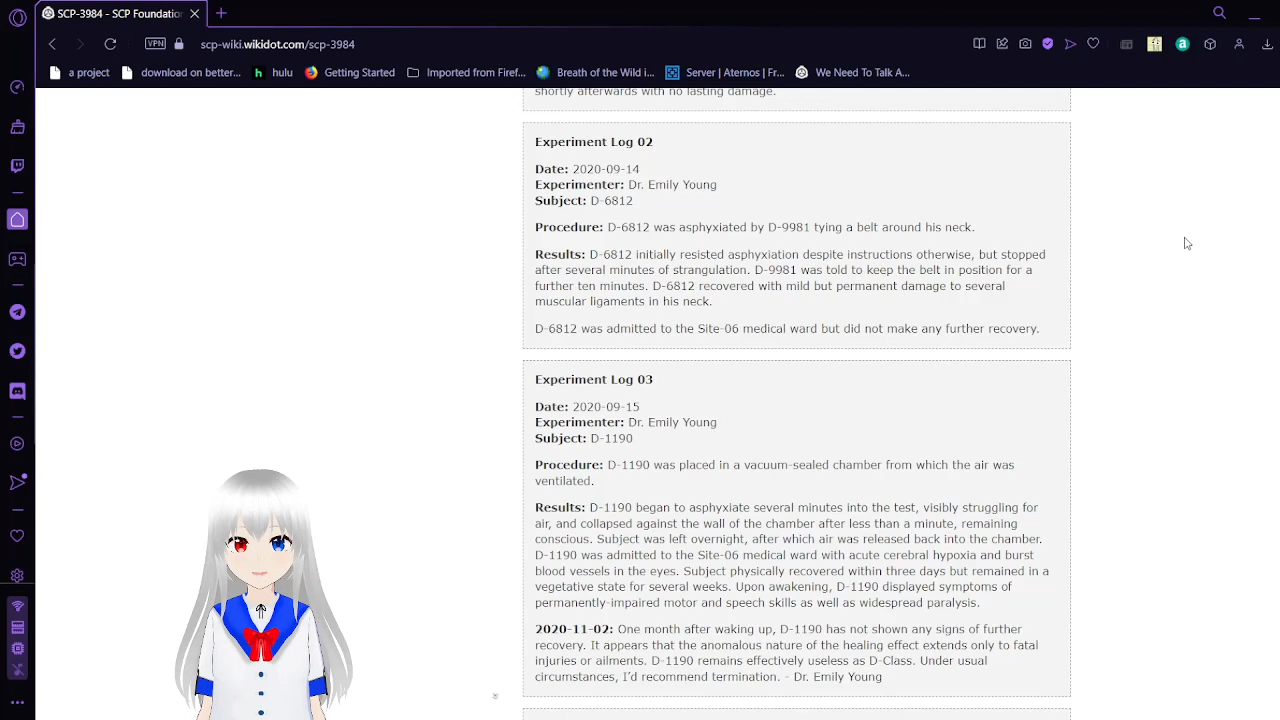 SCP-3984 - SCP Foundation
VPN
scp-wiki.wikidot.com/scp-3984
a project
download on better...
hulu
Getting Started
Imported from Firef...
Breath of the Wild i...
Server | Aternos | Fr...
We Need To Talk A...
shortly afterwards with no lasting damage.
Experiment Log 02
Date: 2020-09-14
Experimenter: Dr. Emily Young
Subject: D-6812
Procedure: D-6812 was asphyxiated by D-9981 tying a belt around his neck.
Results: D-6812 initially resisted asphyxiation despite instructions otherwise, but stopped
after several minutes of strangulation. D-9981 was told to keep the belt in position for a
further ten minutes. D-6812 recovered with mild but permanent damage to several
muscular ligaments in his neck.
D-6812 was admitted to the Site-06 medical ward but did not make any further recovery.
Experiment Log 03
Date: 2020-09-15
Experimenter: Dr. Emily Young
Subject: D-1190
Procedure: D-1190 was placed in a vacuum-sealed chamber from which the air was
ventilated.
Results: D-1190 began to asphyxiate several minutes into the test, visibly struggling for
air, and collapsed against the wall of the chamber after less than a minute, remaining
conscious. Subject was left overnight, after which air was released back into the chamber.
D-1190 was admitted to the Site-06 medical ward with acute cerebral hypoxia and burst
blood vessels in the eyes. Subject physically recovered within three days but remained in a
vegetative state for several weeks. Upon awakening, D-1190 displayed symptoms of
permanently-impaired motor and speech skills as well as widespread paralysis.
2020-11-02: One month after waking up, D-1190 has not shown any signs of further
recovery. It appears that the anomalous nature of the healing effect extends only to fatal
injuries or ailments. D-1190 remains effectively useless as D-Class. Under usual
circumstances, I'd recommend termination. - Dr. Emily Young